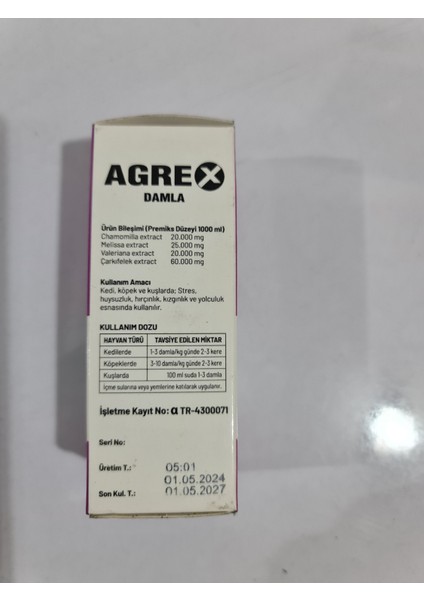 AGREX
DAMLA
Ürün Bileşimi (Premiks Düzeyi 1000 ml)
Chamomilla extract 20.000 mg
Melissa extract 25.000 mg
Valeriana extract 20.000 mg
Çarkıfelek extract 60.000 mg
Kullanım Amacı
Kedi, köpek ve kuşlarda; Stres,
huysuzluk, hırçınlık, kızgınlık ve yolculuk
esnasında kullanılır.
KULLANIM DOZU
HAYVAN TÜRÜ TAVSİYE EDİLEN MİKTAR
Kedilerde 1-3 damla/kg günde 2-3 kere
Köpeklerde 3-10 damla/kg günde 2-3 kere
Kuşlarda 100 ml suda 1-3 damla
İçme sularına veya yemlerine katılarak uygulanır.
İşletme Kayıt No: α TR-4300071
Seri No:
05:01
Üretim T.: 01.05.2024
Son Kul. T.: 01.05.2027